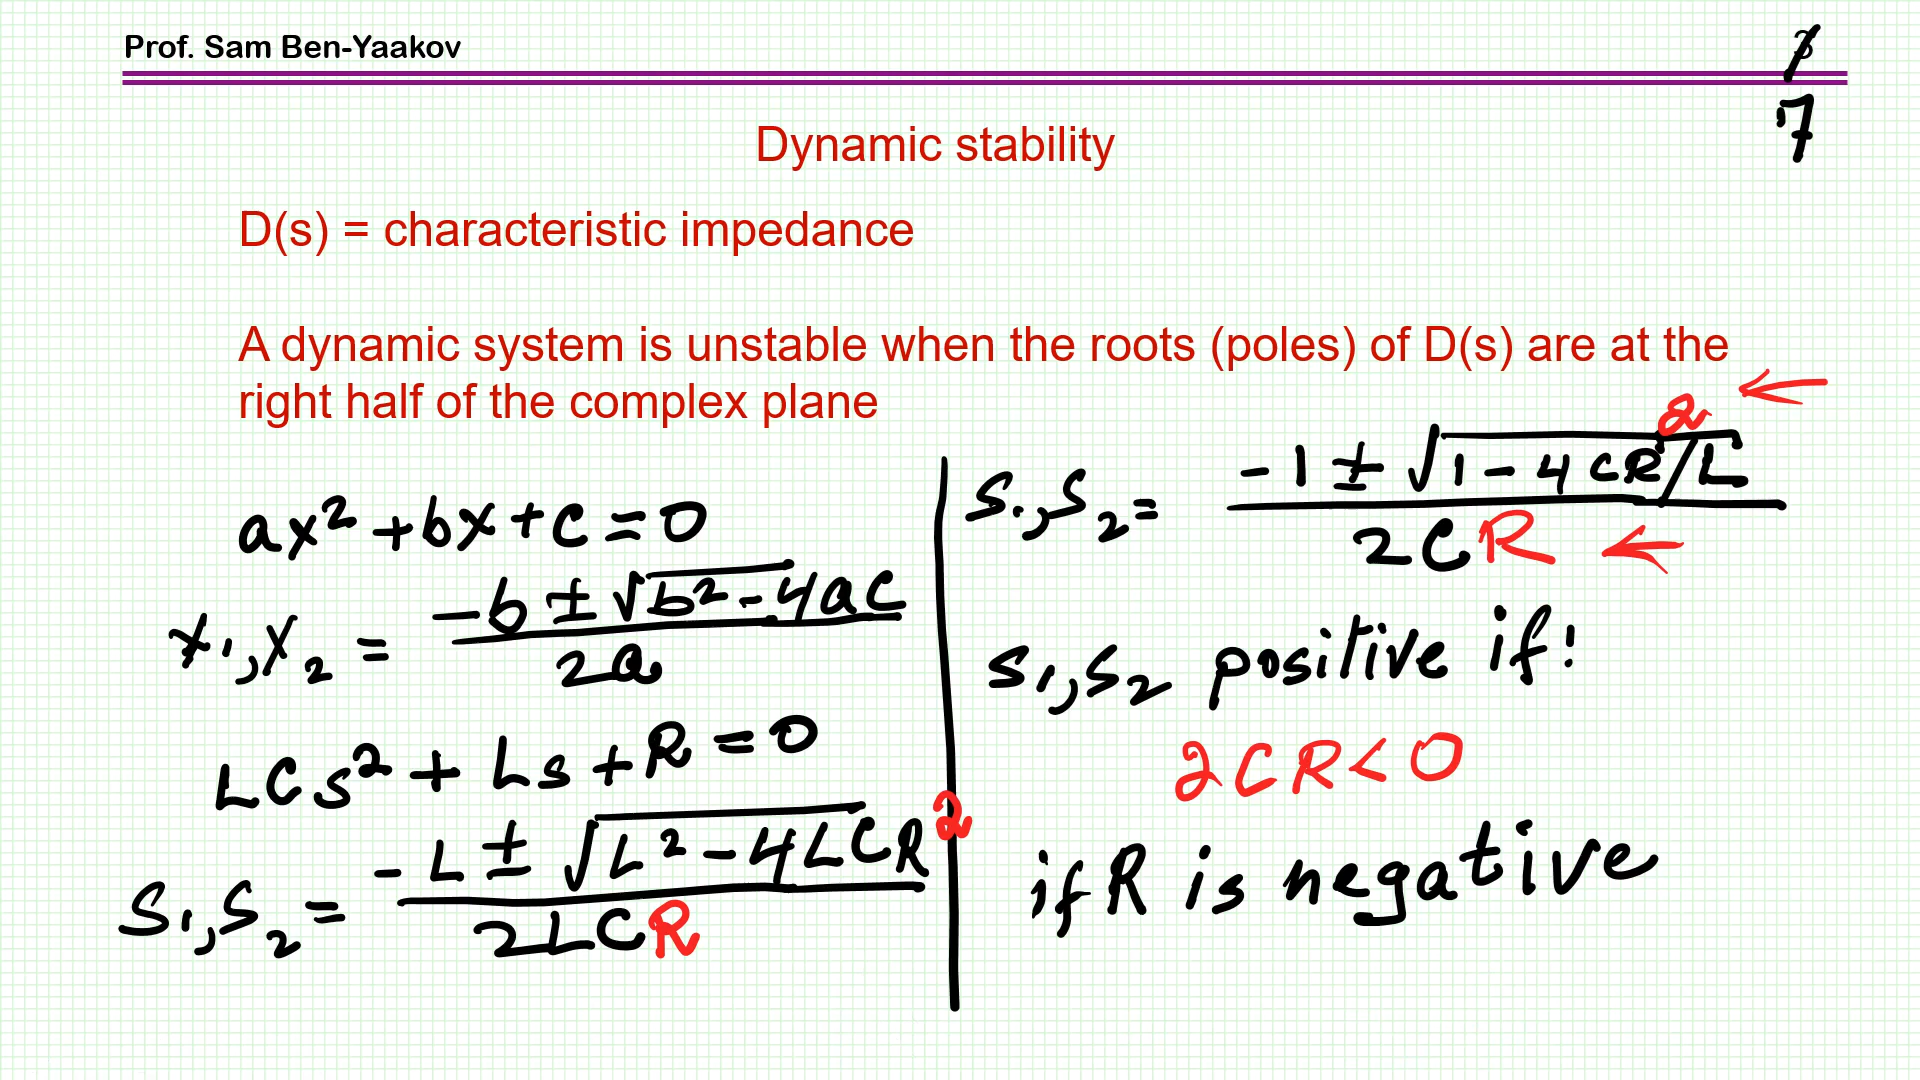 Prof. Sam Ben-Yaakov
3
7
Dynamic stability
D(s) = characteristic impedance
A dynamic system is unstable when the roots (poles) of D(s) are at the
right half of the complex plane
ax² + bx + c = 0
x₁, x₂ = (-b ± √(b² - 4ac)) / 2a
LCs² + Ls + R = 0
S₁, S₂ = (-L ± √(L² - 4LCR²)) / 2LCR
S₁, S₂ = (-1 ± √(1 - 4CR²/L)) / 2CR
S₁, S₂ positive if:
2CR < 0
if R is negative